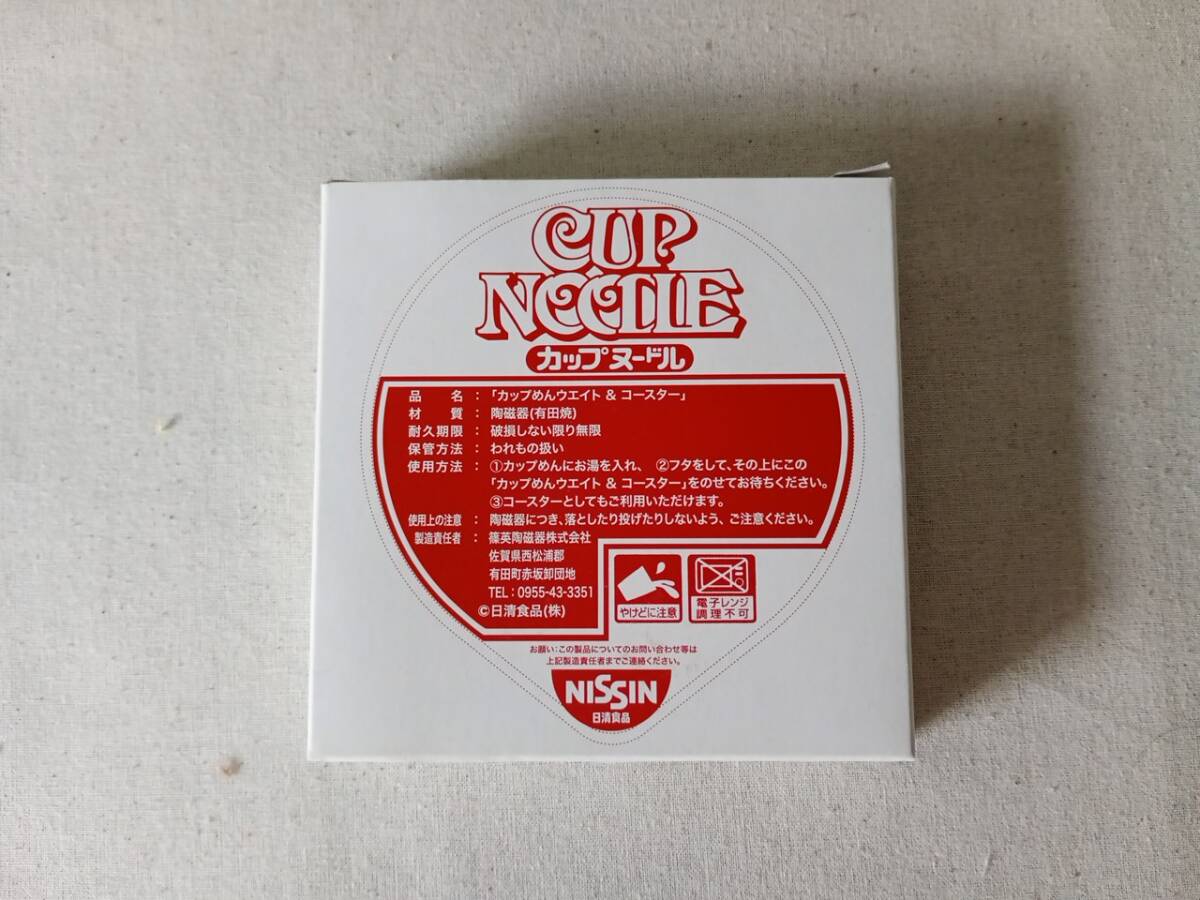 CUP
NOODLE
カップヌードル
品名:「カップめんウエイト & コースター」
材質:陶磁器(有田焼)
耐久期限:破損しない限り無限
保管方法:われもの扱い
使用方法:①カップめんにお湯を入れ、 ②フタをして、その上にこの
「カップめんウエイト & コースター」をのせてお待ちください。
③コースターとしてもご利用いただけます。
使用上の注意:陶磁器につき、落としたり投げたりしないよう、ご注意ください。
製造責任者:篠英陶磁器株式会社
佐賀県西松浦郡
有田町赤坂卸団地
TEL:0955-43-3351
©日清食品(株)
やけどに注意
電子レンジ
調理不可
お願い:この製品についてのお問い合わせ等は
上記製造責任者までご連絡ください。
NISSIN
日清食品